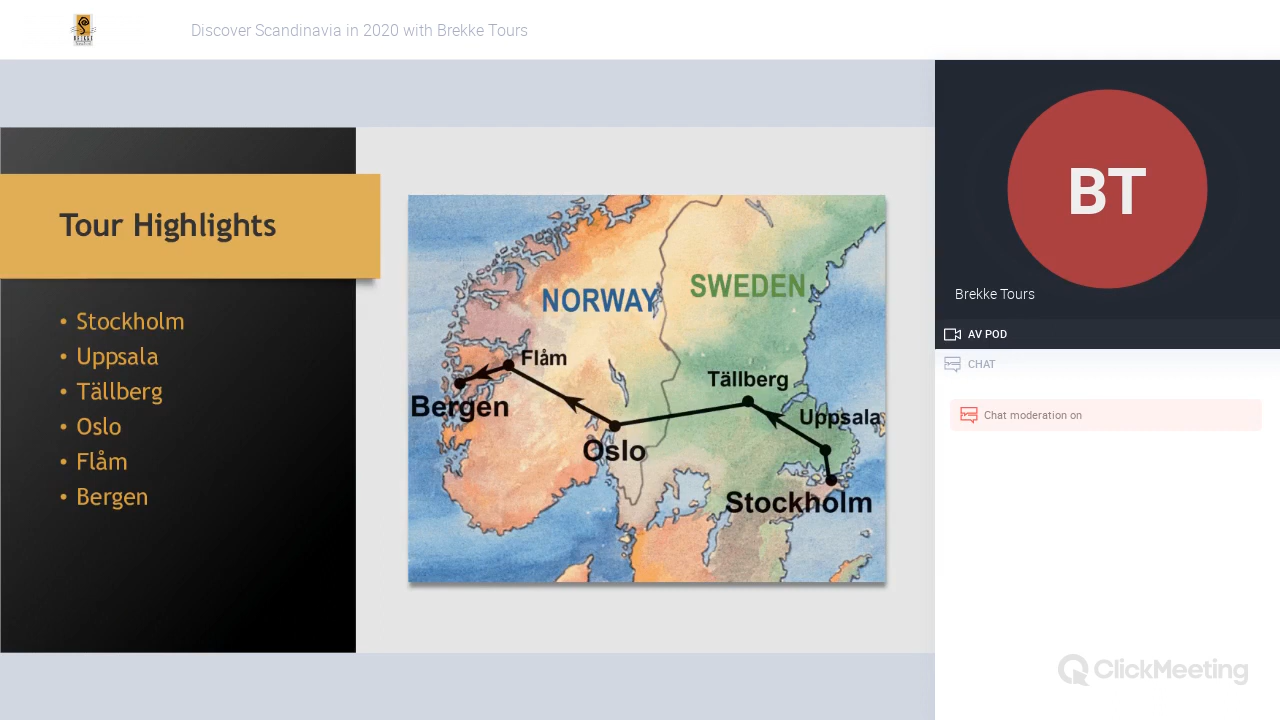 BREKKE
Discover Scandinavia in 2020 with Brekke Tours
Tour Highlights
• Stockholm
• Uppsala
• Tällberg
• Oslo
• Flåm
• Bergen
NORWAY
SWEDEN
Flåm
Tällberg
Bergen
Uppsala
Oslo
Stockholm
BT
Brekke Tours
AV POD
CHAT
Chat moderation on
ClickMeeting